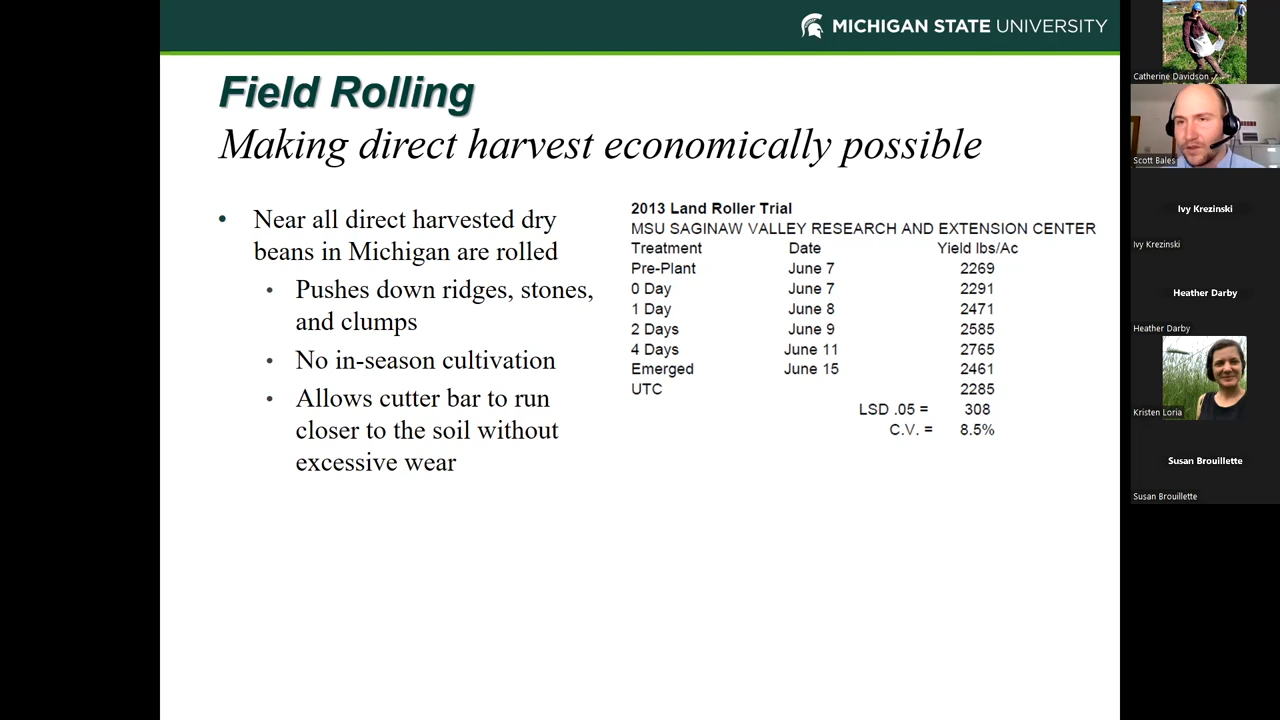 MICHIGAN STATE UNIVERSITY
Field Rolling
Making direct harvest economically possible
• Near all direct harvested dry
beans in Michigan are rolled
• Pushes down ridges, stones,
and clumps
• No in-season cultivation
• Allows cutter bar to run
closer to the soil without
excessive wear
2013 Land Roller Trial
MSU SAGINAW VALLEY RESEARCH AND EXTENSION CENTER
Treatment Date Yield lbs/Ac
Pre-Plant June 7 2269
0 Day June 7 2291
1 Day June 8 2471
2 Days June 9 2585
4 Days June 11 2765
Emerged June 15 2461
UTC 2285
LSD .05 = 308
C.V. = 8.5%
Catherine Davidson
Scott Bales
Ivy Krezinski
Ivy Krezinski
Heather Darby
Heather Darby
Kristen Loria
Susan Brouillette
Susan Brouillette